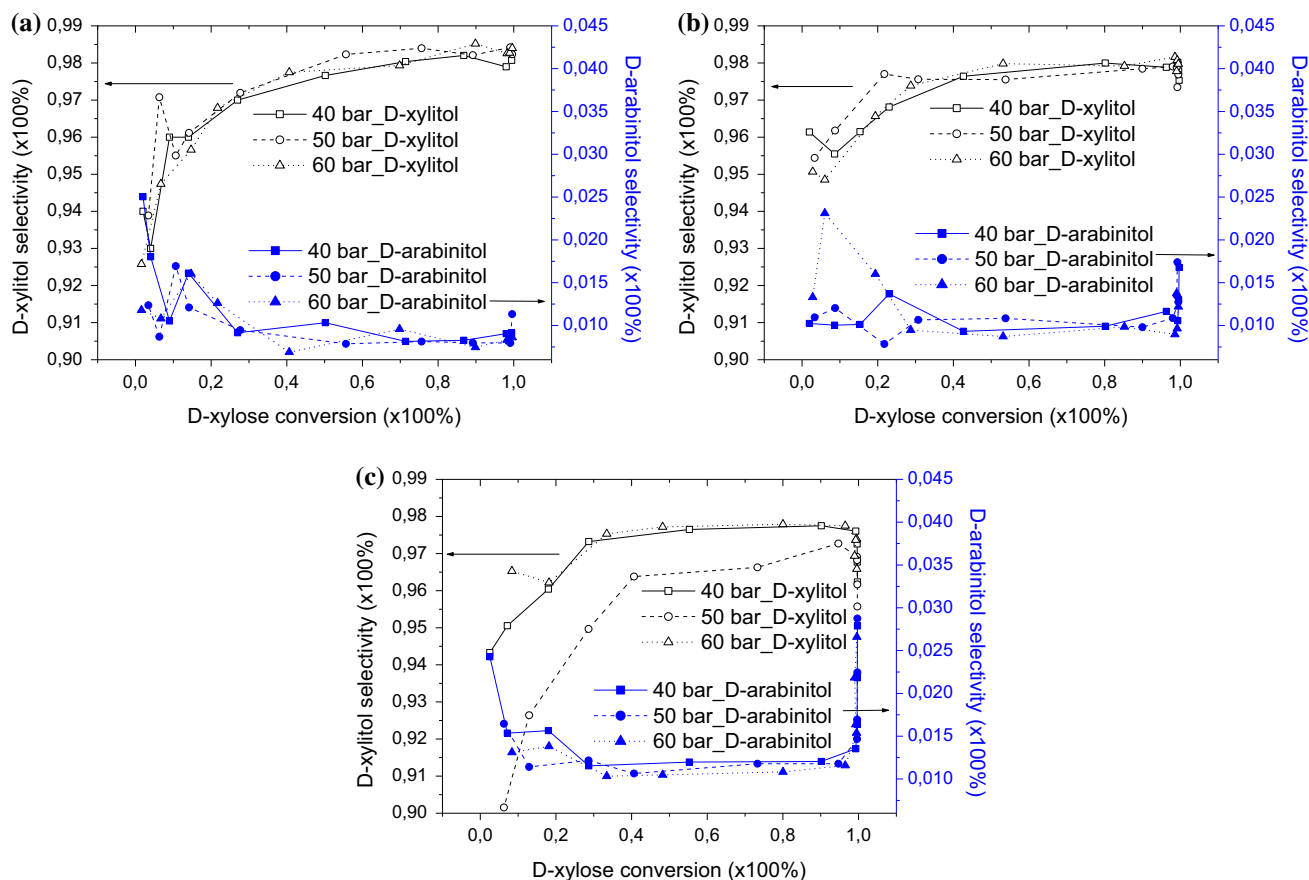 (a)
D-xylitol selectivity (x100%)
0,99
0,98
0,97
0,96
0,95
0,94
0,93
0,92
0,91
0,90
40 bar_D-xylitol
50 bar_D-xylitol
60 bar_D-xylitol
40 bar_D-arabinitol
50 bar_D-arabinitol
60 bar_D-arabinitol
0,045
0,040
0,035
0,030
0,025
0,020
0,015
0,010
D-arabinitol selectivity (x100%)
0,0 0,2 0,4 0,6 0,8 1,0
D-xylose conversion (x100%)
(b)
D-xylitol selectivity (x100%)
0,99
0,98
0,97
0,96
0,95
0,94
0,93
0,92
0,91
0,90
40 bar_D-xylitol
50 bar_D-xylitol
60 bar_D-xylitol
40 bar_D-arabinitol
50 bar_D-arabinitol
60 bar_D-arabinitol
0,045
0,040
0,035
0,030
0,025
0,020
0,015
0,010
D-arabinitol selectivity (x100%)
0,0 0,2 0,4 0,6 0,8 1,0
D-xylose conversion (x100%)
(c)
D-xylitol selectivity (x100%)
0,99
0,98
0,97
0,96
0,95
0,94
0,93
0,92
0,91
0,90
40 bar_D-xylitol
50 bar_D-xylitol
60 bar_D-xylitol
40 bar_D-arabinitol
50 bar_D-arabinitol
60 bar_D-arabinitol
0,045
0,040
0,035
0,030
0,025
0,020
0,015
0,010
D-arabinitol selectivity (x100%)
0,0 0,2 0,4 0,6 0,8 1,0
D-xylose conversion (x100%)